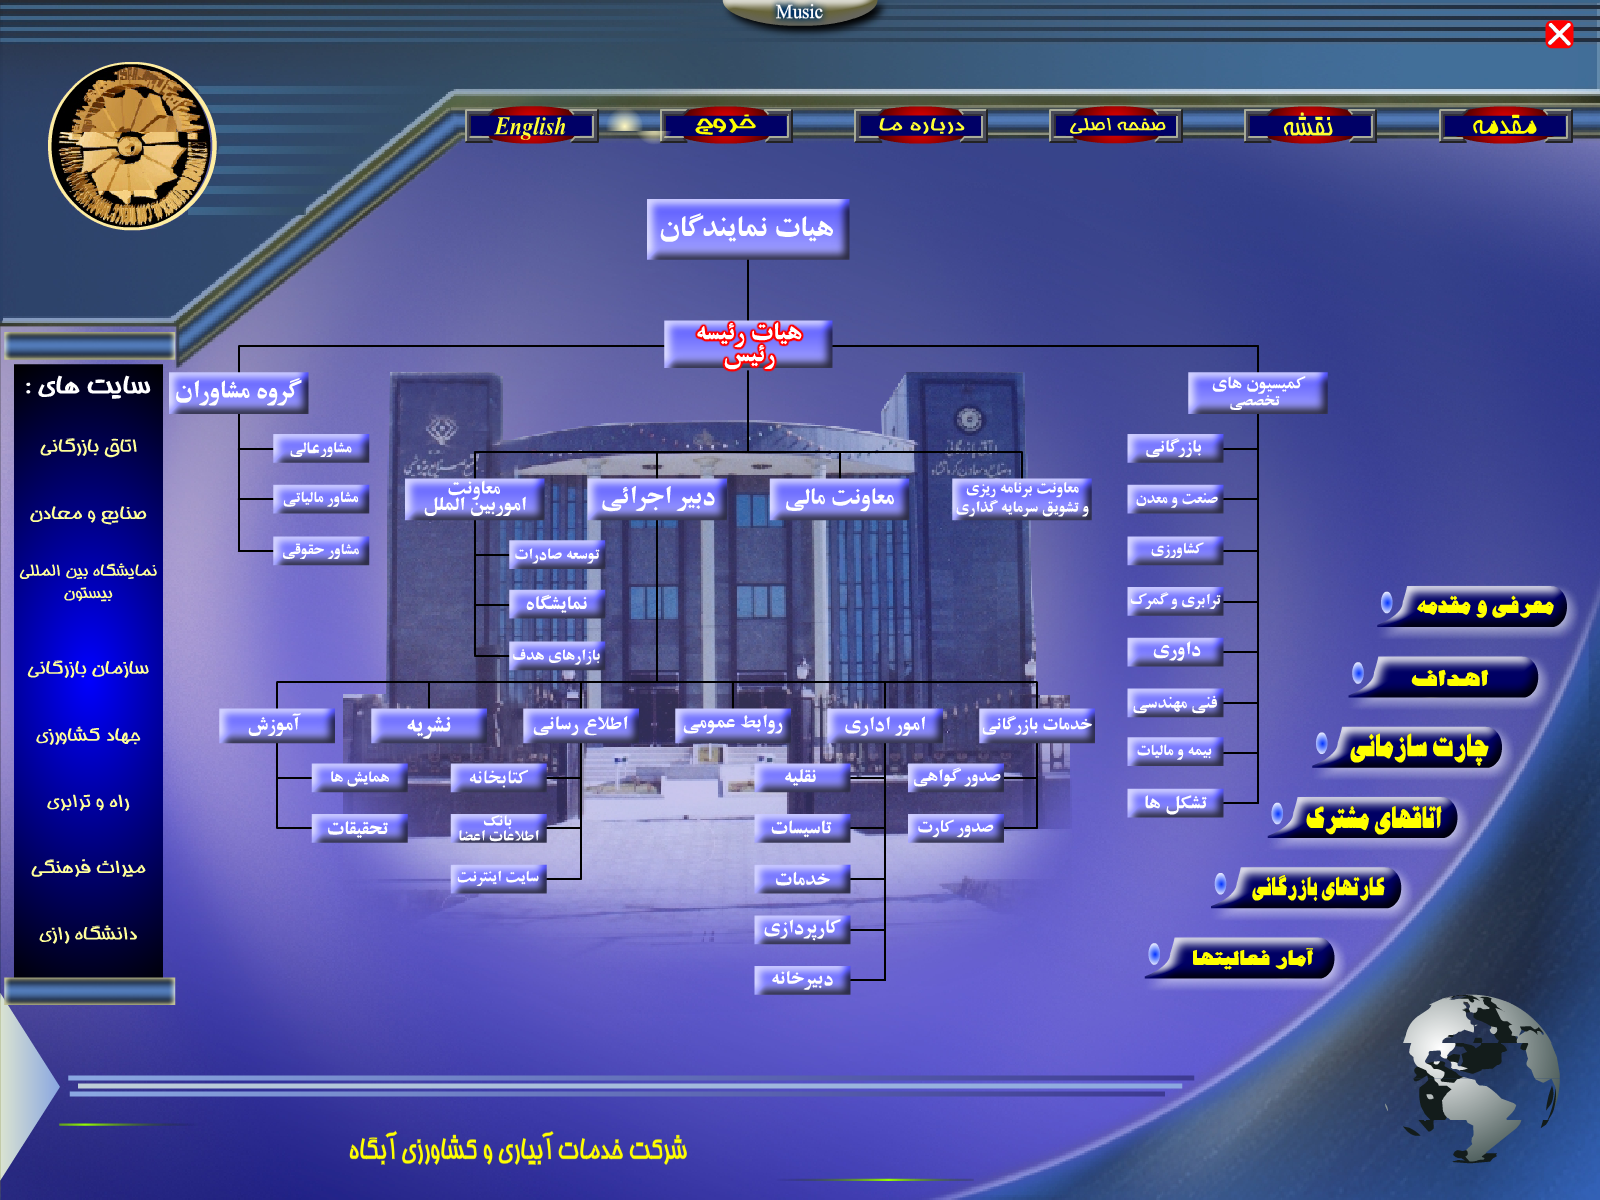 Music
English
خروج
درباره ما
صفحه اصلی
نقشه
مقدمه
هیات نمایندگان
هیات رئیسه
رئیس
گروه مشاوران
مشاورعالی
مشاور مالیاتی
مشاور حقوقی
کمیسیون های
تخصصی
بازرگانی
صنعت و معدن
کشاورزی
ترابری و گمرک
داوری
فنی مهندسی
بیمه و مالیات
تشکل ها
معاونت
اموربین الملل
دبیر اجرائی
معاونت مالی
معاونت برنامه ریزی
و تشویق سرمایه گذاری
توسعه صادرات
نمایشگاه
بازارهای هدف
آموزش
نشریه
اطلاع رسانی
روابط عمومی
امور اداری
خدمات بازرگانی
همایش ها
تحقیقات
کتابخانه
بانک
اطلاعات اعضا
سایت اینترنت
نقلیه
تاسیسات
خدمات
کارپردازی
دبیرخانه
صدور گواهی
صدور کارت
سایت های :
اتاق بازرگانی
صنایع و معادن
نمایشگاه بین المللی
بیستون
سازمان بازرگانی
جهاد کشاورزی
راه و ترابری
میراث فرهنگی
دانشگاه رازی
معرفی و مقدمه
اهداف
چارت سازمانی
اتاقهای مشترک
کارتهای بازرگانی
آمار فعالیتها
شرکت خدمات آبیاری و کشاورزی آبگاه